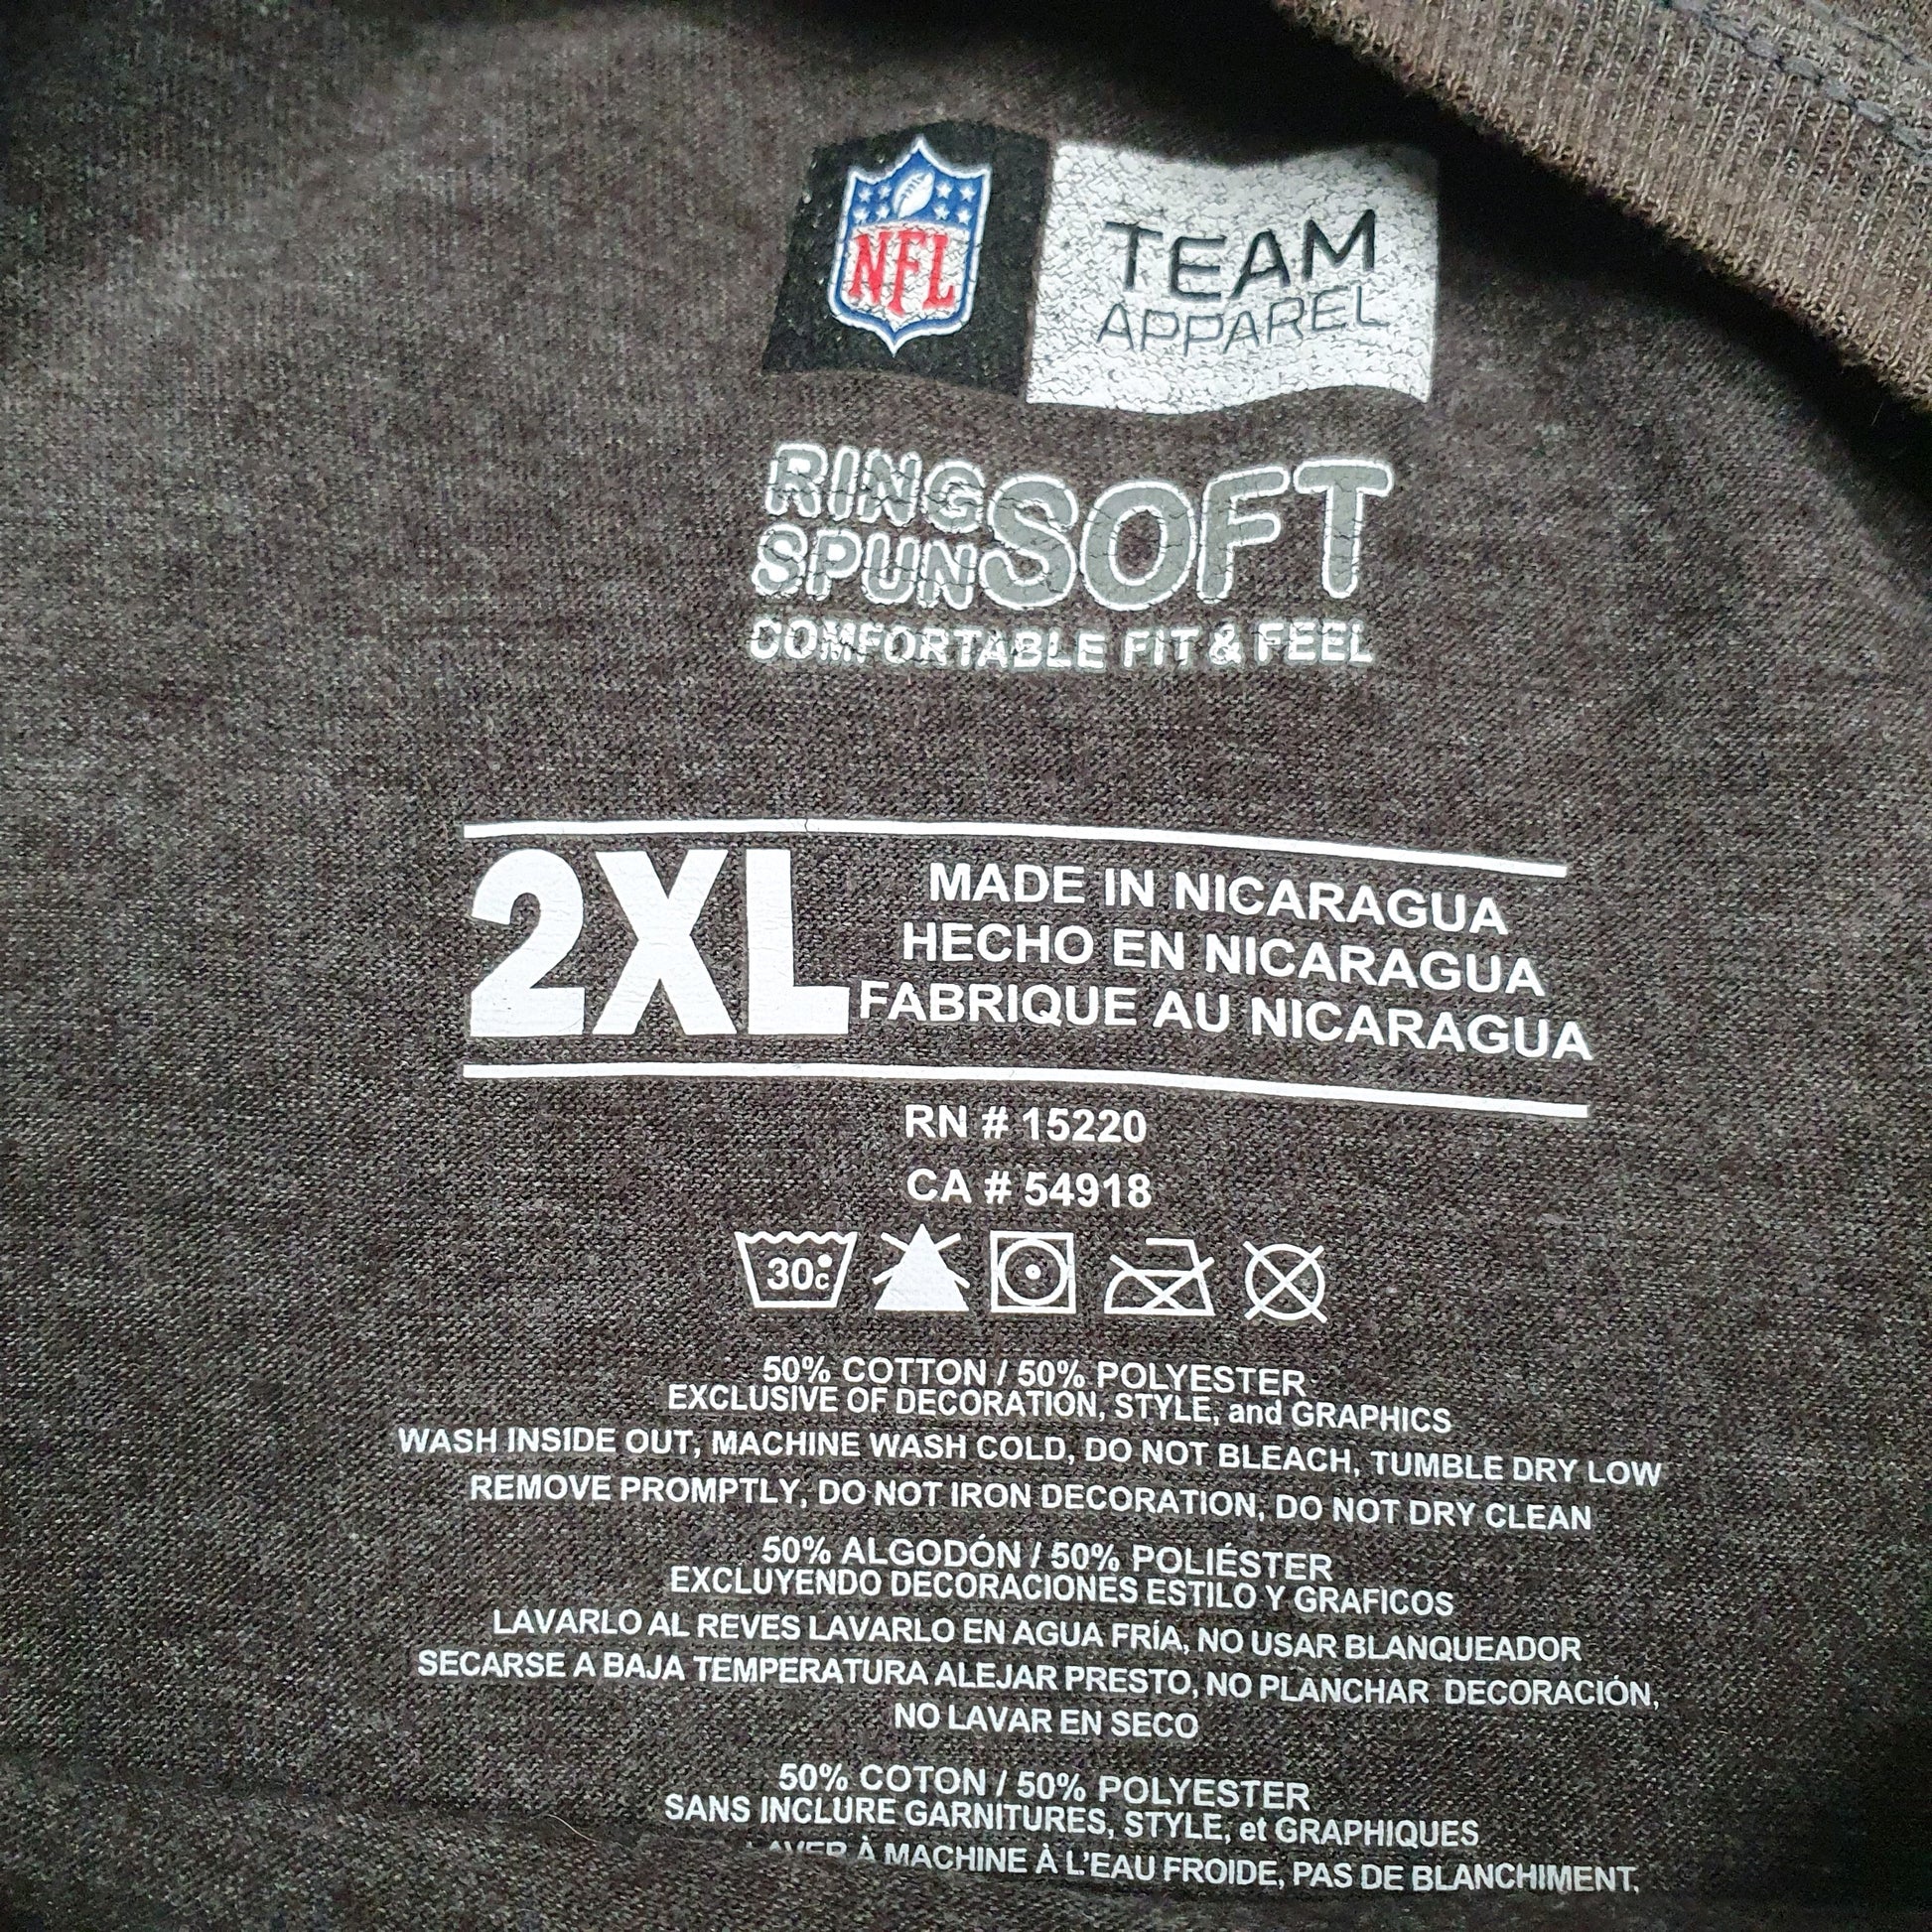 NFL
TEAM
APPAREL
RING
SPUN
SOFT
COMFORTABLE FIT & FEEL
2XL
MADE IN NICARAGUA
HECHO EN NICARAGUA
FABRIQUE AU NICARAGUA
RN # 15220
CA # 54918
30°C
50% COTTON / 50% POLYESTER
EXCLUSIVE OF DECORATION, STYLE, and GRAPHICS
WASH INSIDE OUT, MACHINE WASH COLD, DO NOT BLEACH, TUMBLE DRY LOW
REMOVE PROMPTLY, DO NOT IRON DECORATION, DO NOT DRY CLEAN
50% ALGODÓN / 50% POLIÉSTER
EXCLUYENDO DECORACIONES ESTILO Y GRAFICOS
LAVARLO AL REVES LAVARLO EN AGUA FRÍA, NO USAR BLANQUEADOR
SECARSE A BAJA TEMPERATURA ALEJAR PRESTO, NO PLANCHAR DECORACIÓN,
NO LAVAR EN SECO
50% COTON / 50% POLYESTER
SANS INCLURE GARNITURES, STYLE, et GRAPHIQUES
À MACHINE À L'EAU FROIDE, PAS DE BLANCHIMENT,